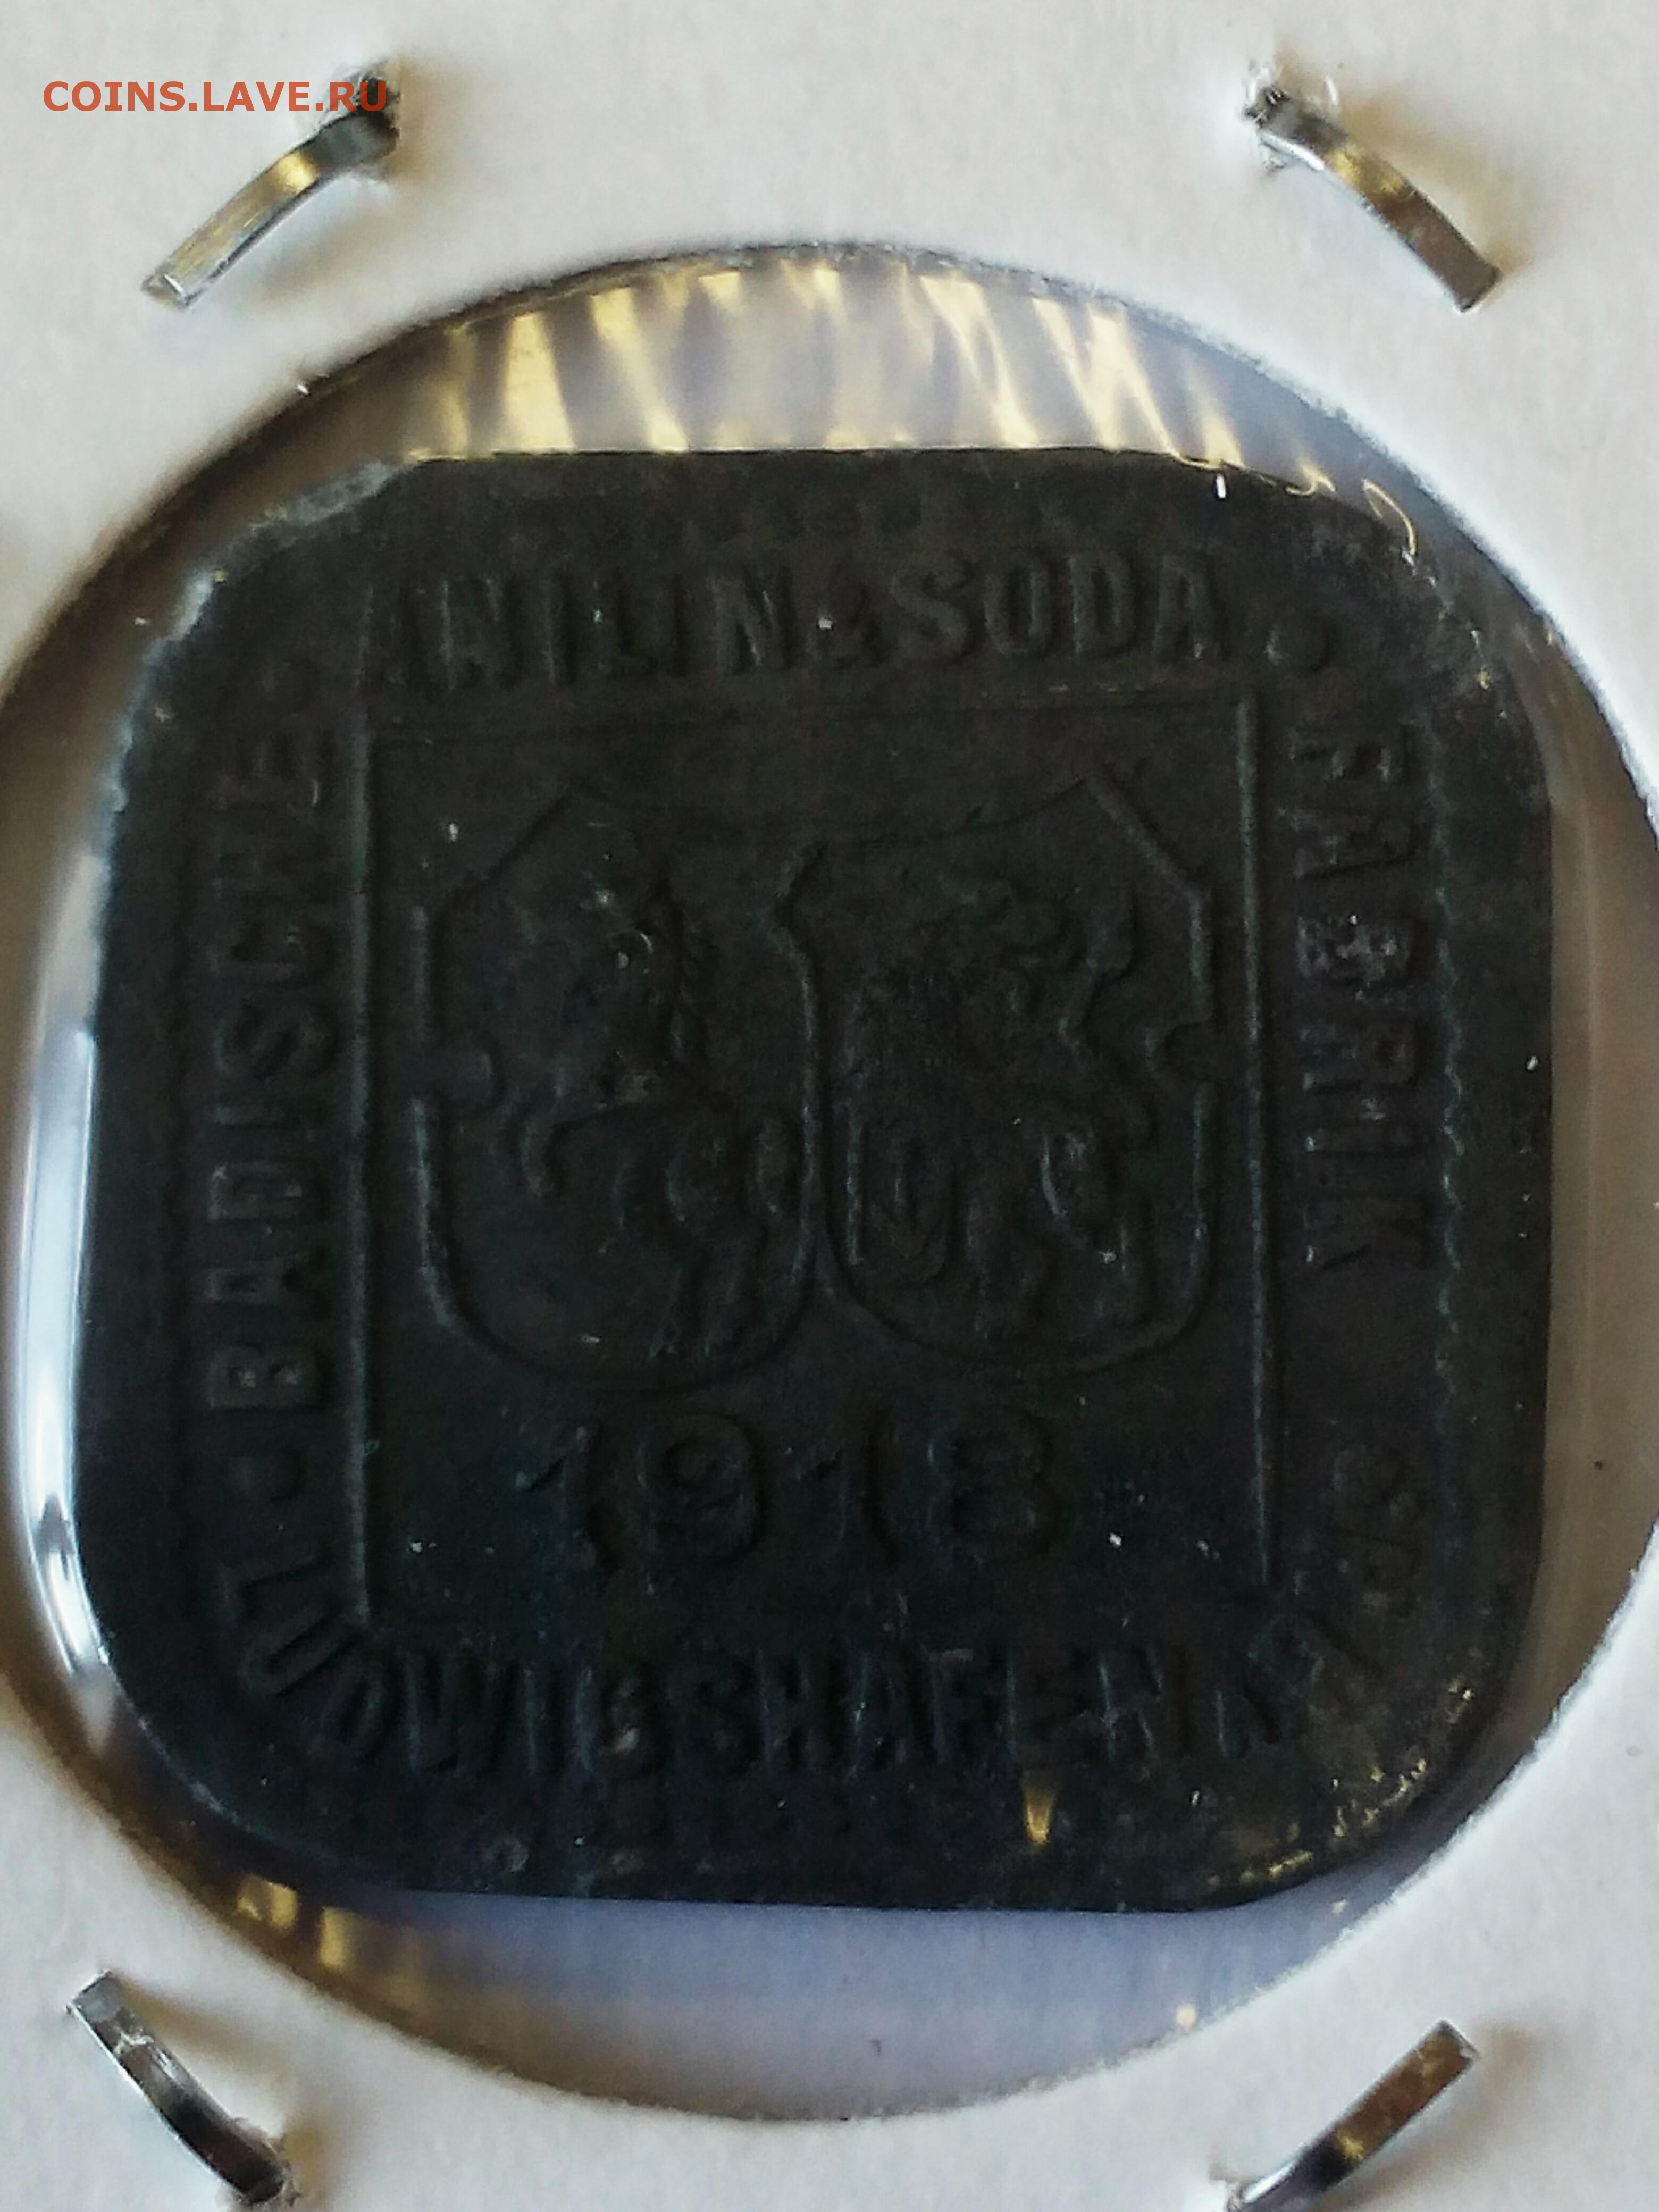 COINS.LAVE.RU
· BADISCHE ·
ANILIN & SODA ·
FABRIK
1918
LUDWIGSHAFEN A/